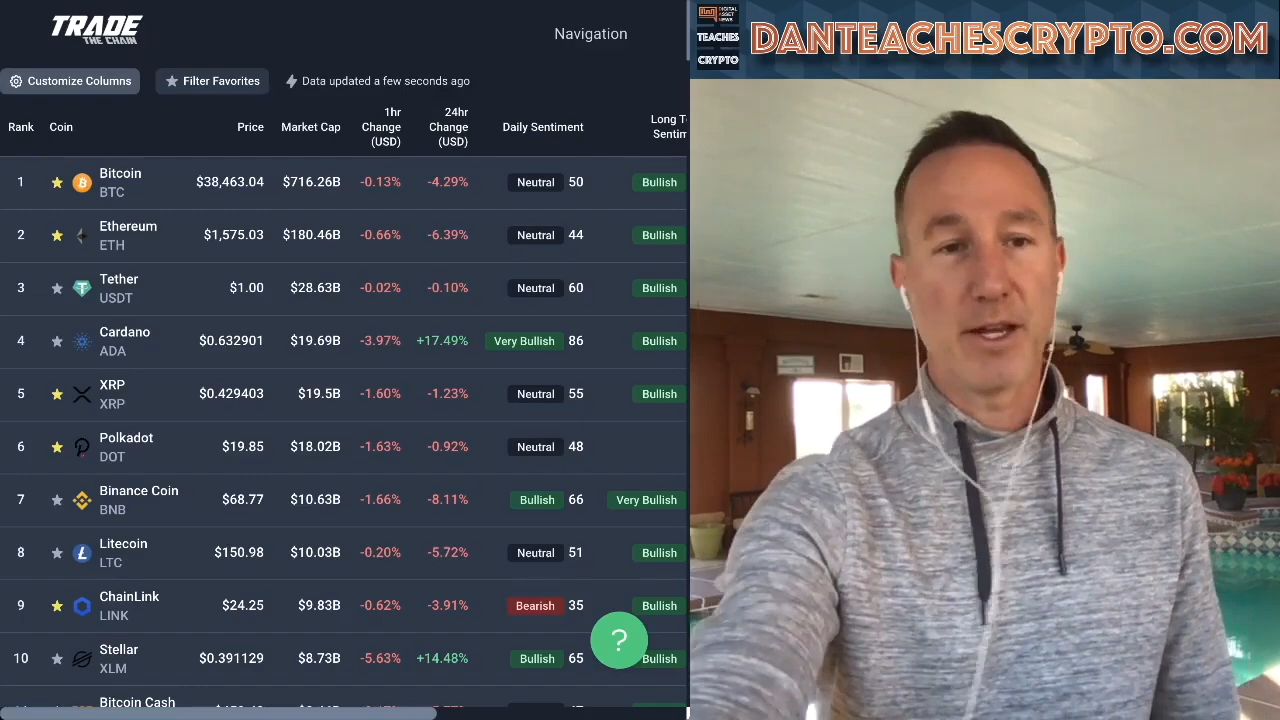 TRADE
THE CHAIN
Navigation
Customize Columns
Filter Favorites
Data updated a few seconds ago
Rank Coin Price Market Cap 1hr Change (USD) 24hr Change (USD) Daily Sentiment Long T Sentim
1 Bitcoin BTC $38,463.04 $716.26B -0.13% -4.29% Neutral 50 Bullish
2 Ethereum ETH $1,575.03 $180.46B -0.66% -6.39% Neutral 44 Bullish
3 Tether USDT $1.00 $28.63B -0.02% -0.10% Neutral 60 Bullish
4 Cardano ADA $0.632901 $19.69B -3.97% +17.49% Very Bullish 86 Bullish
5 XRP XRP $0.429403 $19.5B -1.60% -1.23% Neutral 55 Bullish
6 Polkadot DOT $19.85 $18.02B -1.63% -0.92% Neutral 48
7 Binance Coin BNB $68.77 $10.63B -1.66% -8.11% Bullish 66 Very Bullish
8 Litecoin LTC $150.98 $10.03B -0.20% -5.72% Neutral 51 Bullish
9 ChainLink LINK $24.25 $9.83B -0.62% -3.91% Bearish 35 Bullish
10 Stellar XLM $0.391129 $8.73B -5.63% +14.48% Bullish 65 Bullish
Bitcoin Cash
?
DIGITAL
ASSET
NEWS
TEACHES
CRYPTO
DANTEACHESCRYPTO.COM